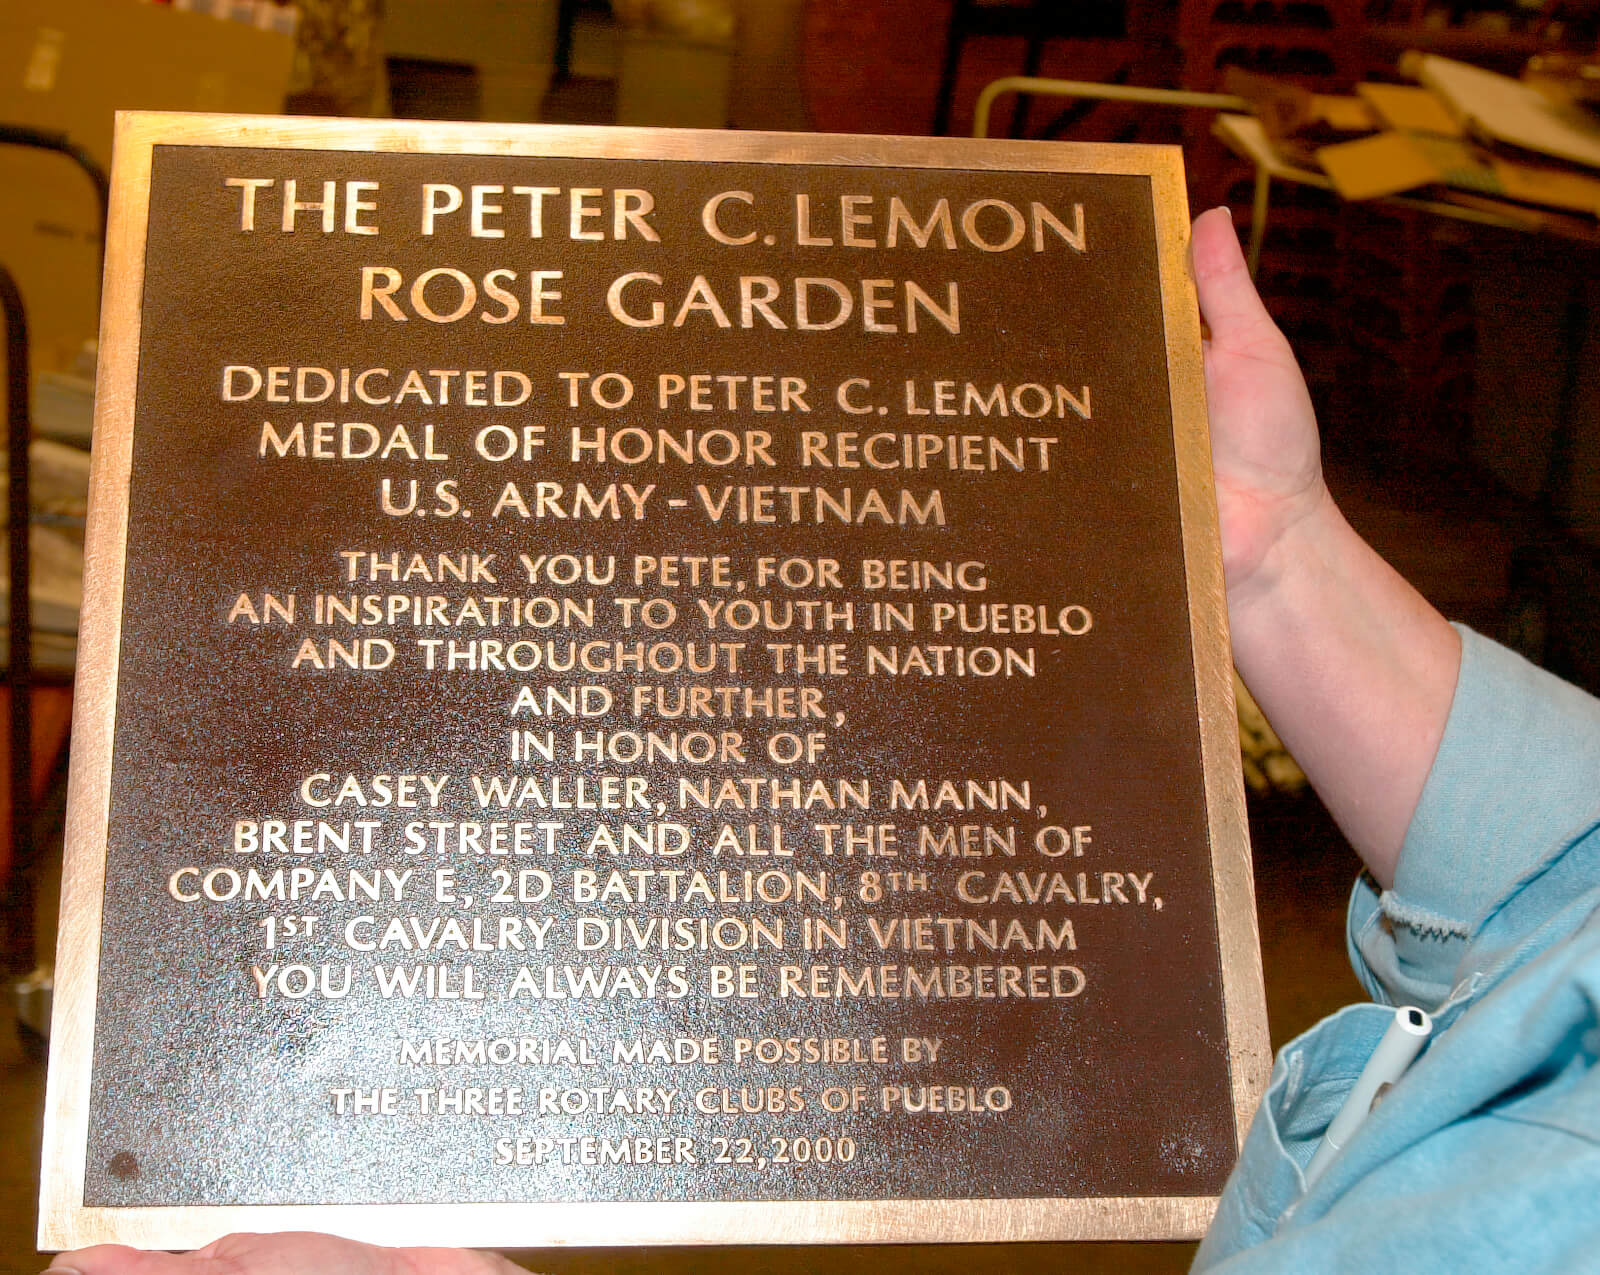 THE PETER C. LEMON
ROSE GARDEN
DEDICATED TO PETER C. LEMON
MEDAL OF HONOR RECIPIENT
U.S. ARMY - VIETNAM
THANK YOU PETE, FOR BEING
AN INSPIRATION TO YOUTH IN PUEBLO
AND THROUGHOUT THE NATION
AND FURTHER,
IN HONOR OF
CASEY WALLER, NATHAN MANN,
BRENT STREET AND ALL THE MEN OF
COMPANY E, 2D BATTALION, 8TH CAVALRY,
1ST CAVALRY DIVISION IN VIETNAM
YOU WILL ALWAYS BE REMEMBERED
MEMORIAL MADE POSSIBLE BY
THE THREE ROTARY CLUBS OF PUEBLO
SEPTEMBER 22, 2000